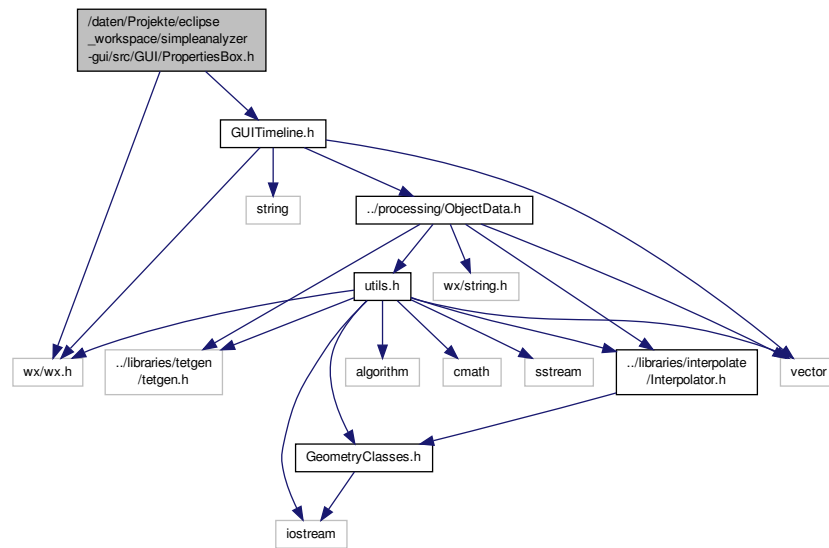 /daten/Projekte/eclipse
_workspace/simpleanalyzer
-gui/src/GUI/PropertiesBox.h
GUITimeline.h
string
../processing/ObjectData.h
utils.h
wx/string.h
wx/wx.h
../libraries/tetgen
/tetgen.h
algorithm
cmath
sstream
../libraries/interpolate
/Interpolator.h
vector
GeometryClasses.h
iostream